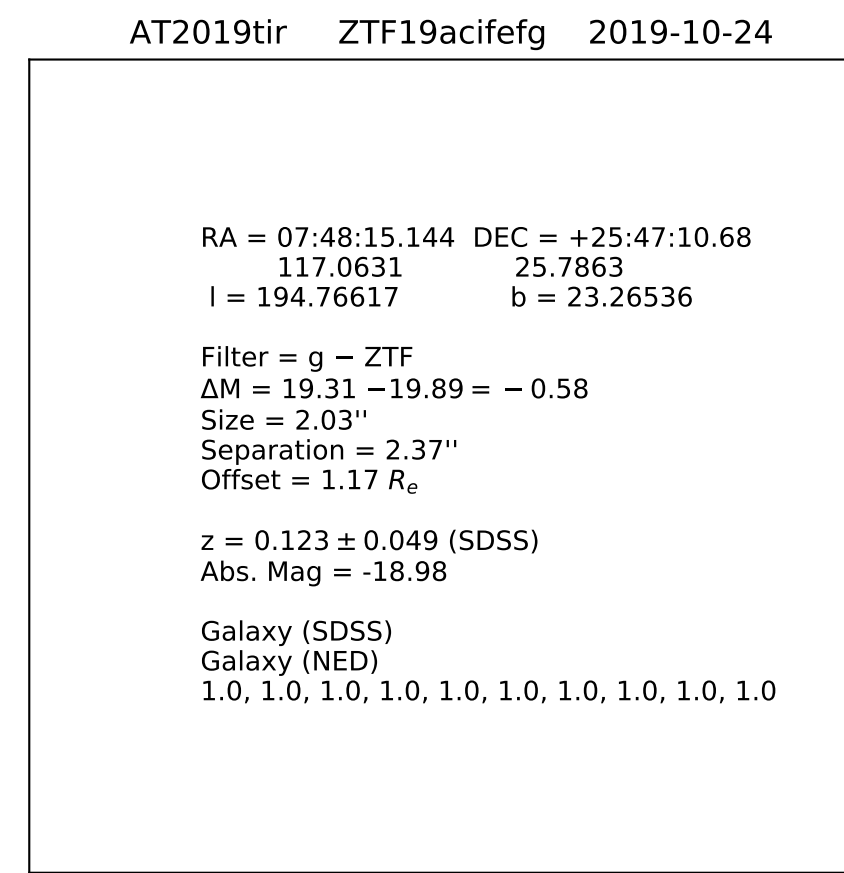 AT2019tir ZTF19acifefg 2019-10-24
RA = 07:48:15.144 DEC = +25:47:10.68
117.0631 25.7863
l = 194.76617 b = 23.26536
Filter = g − ZTF
ΔM = 19.31 −19.89 = − 0.58
Size = 2.03''
Separation = 2.37''
Offset = 1.17 Re
z = 0.123 ± 0.049 (SDSS)
Abs. Mag = -18.98
Galaxy (SDSS)
Galaxy (NED)
1.0, 1.0, 1.0, 1.0, 1.0, 1.0, 1.0, 1.0, 1.0, 1.0